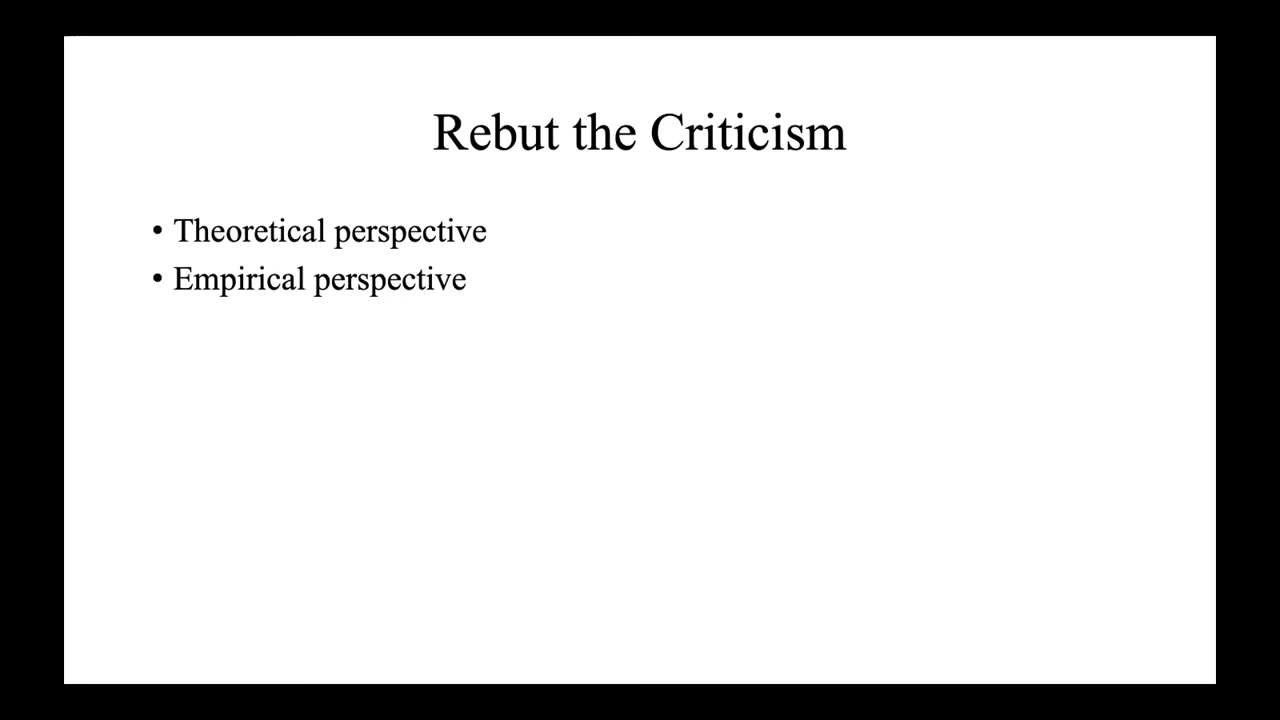 Rebut the Criticism
• Theoretical perspective
• Empirical perspective